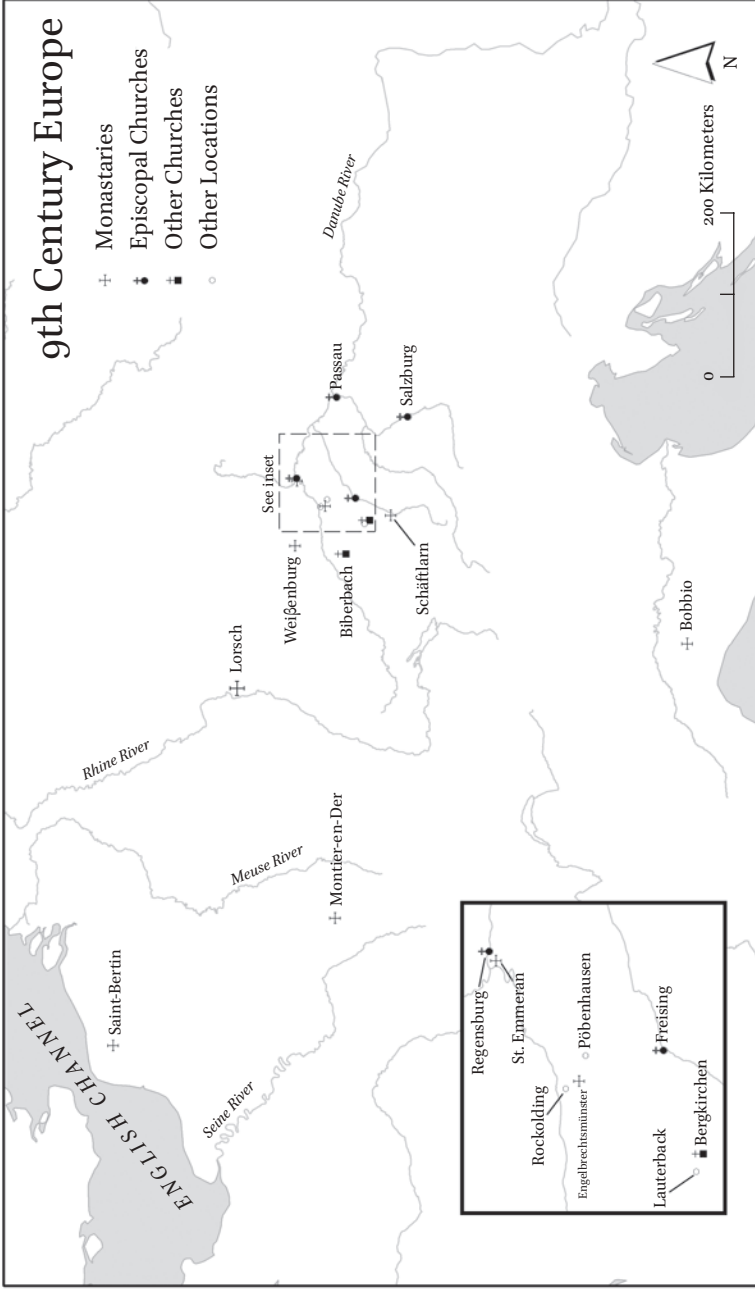 9th Century Europe
Monastaries
Episcopal Churches
Other Churches
Other Locations
ENGLISH CHANNEL
Saint-Bertin
Seine River
Meuse River
Montier-en-Der
Rhine River
Lorsch
Weiβenburg
Biberbach
See inset
Schäftlarn
Passau
Salzburg
Danube River
Bobbio
Regensburg
St. Emmeran
Rockolding
Engelbrechtsmünster
Pöbenhausen
Freising
Lauterback
Bergkirchen
0
200 Kilometers
N